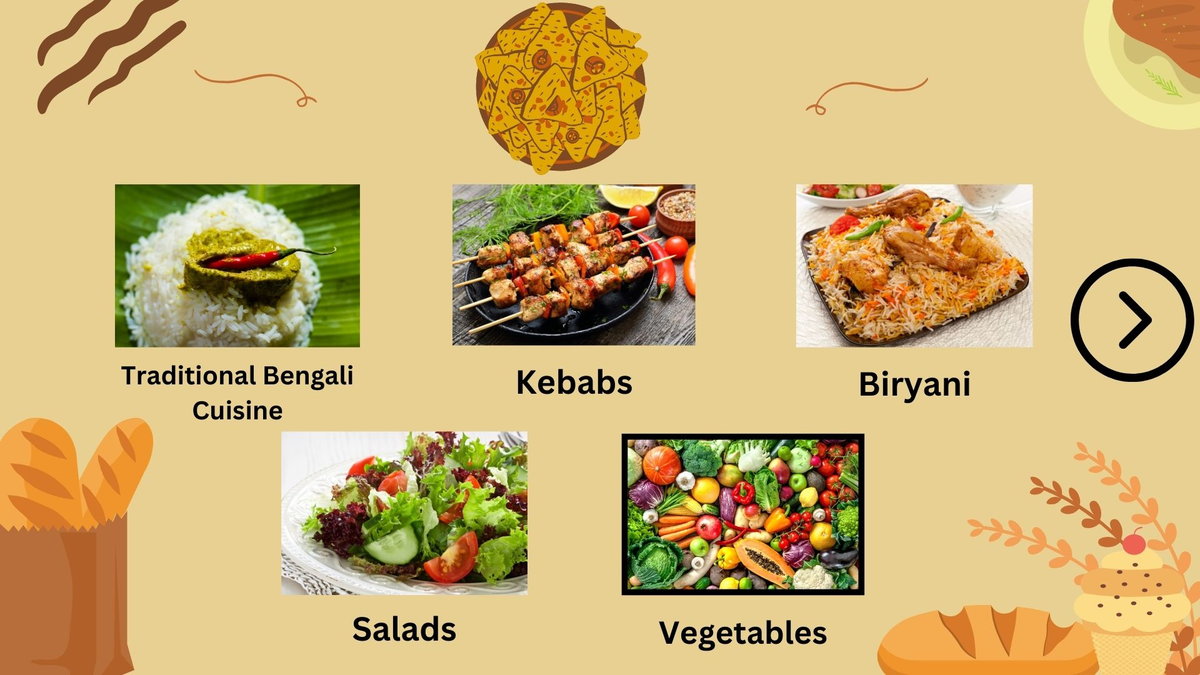 Traditional Bengali
Cuisine
Kebabs
Biryani
Salads
Vegetables